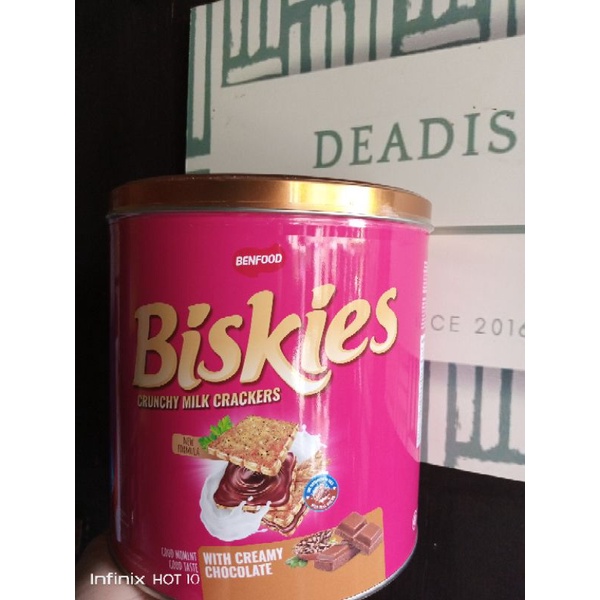 DEADIS
CE 2016
BENFOOD
Biskies
CRUNCHY MILK CRACKERS
NEW
FORMULA
GOOD MOMENT
GOOD TASTE
WITH CREAMY
CHOCOLATE
Infinix HOT 10